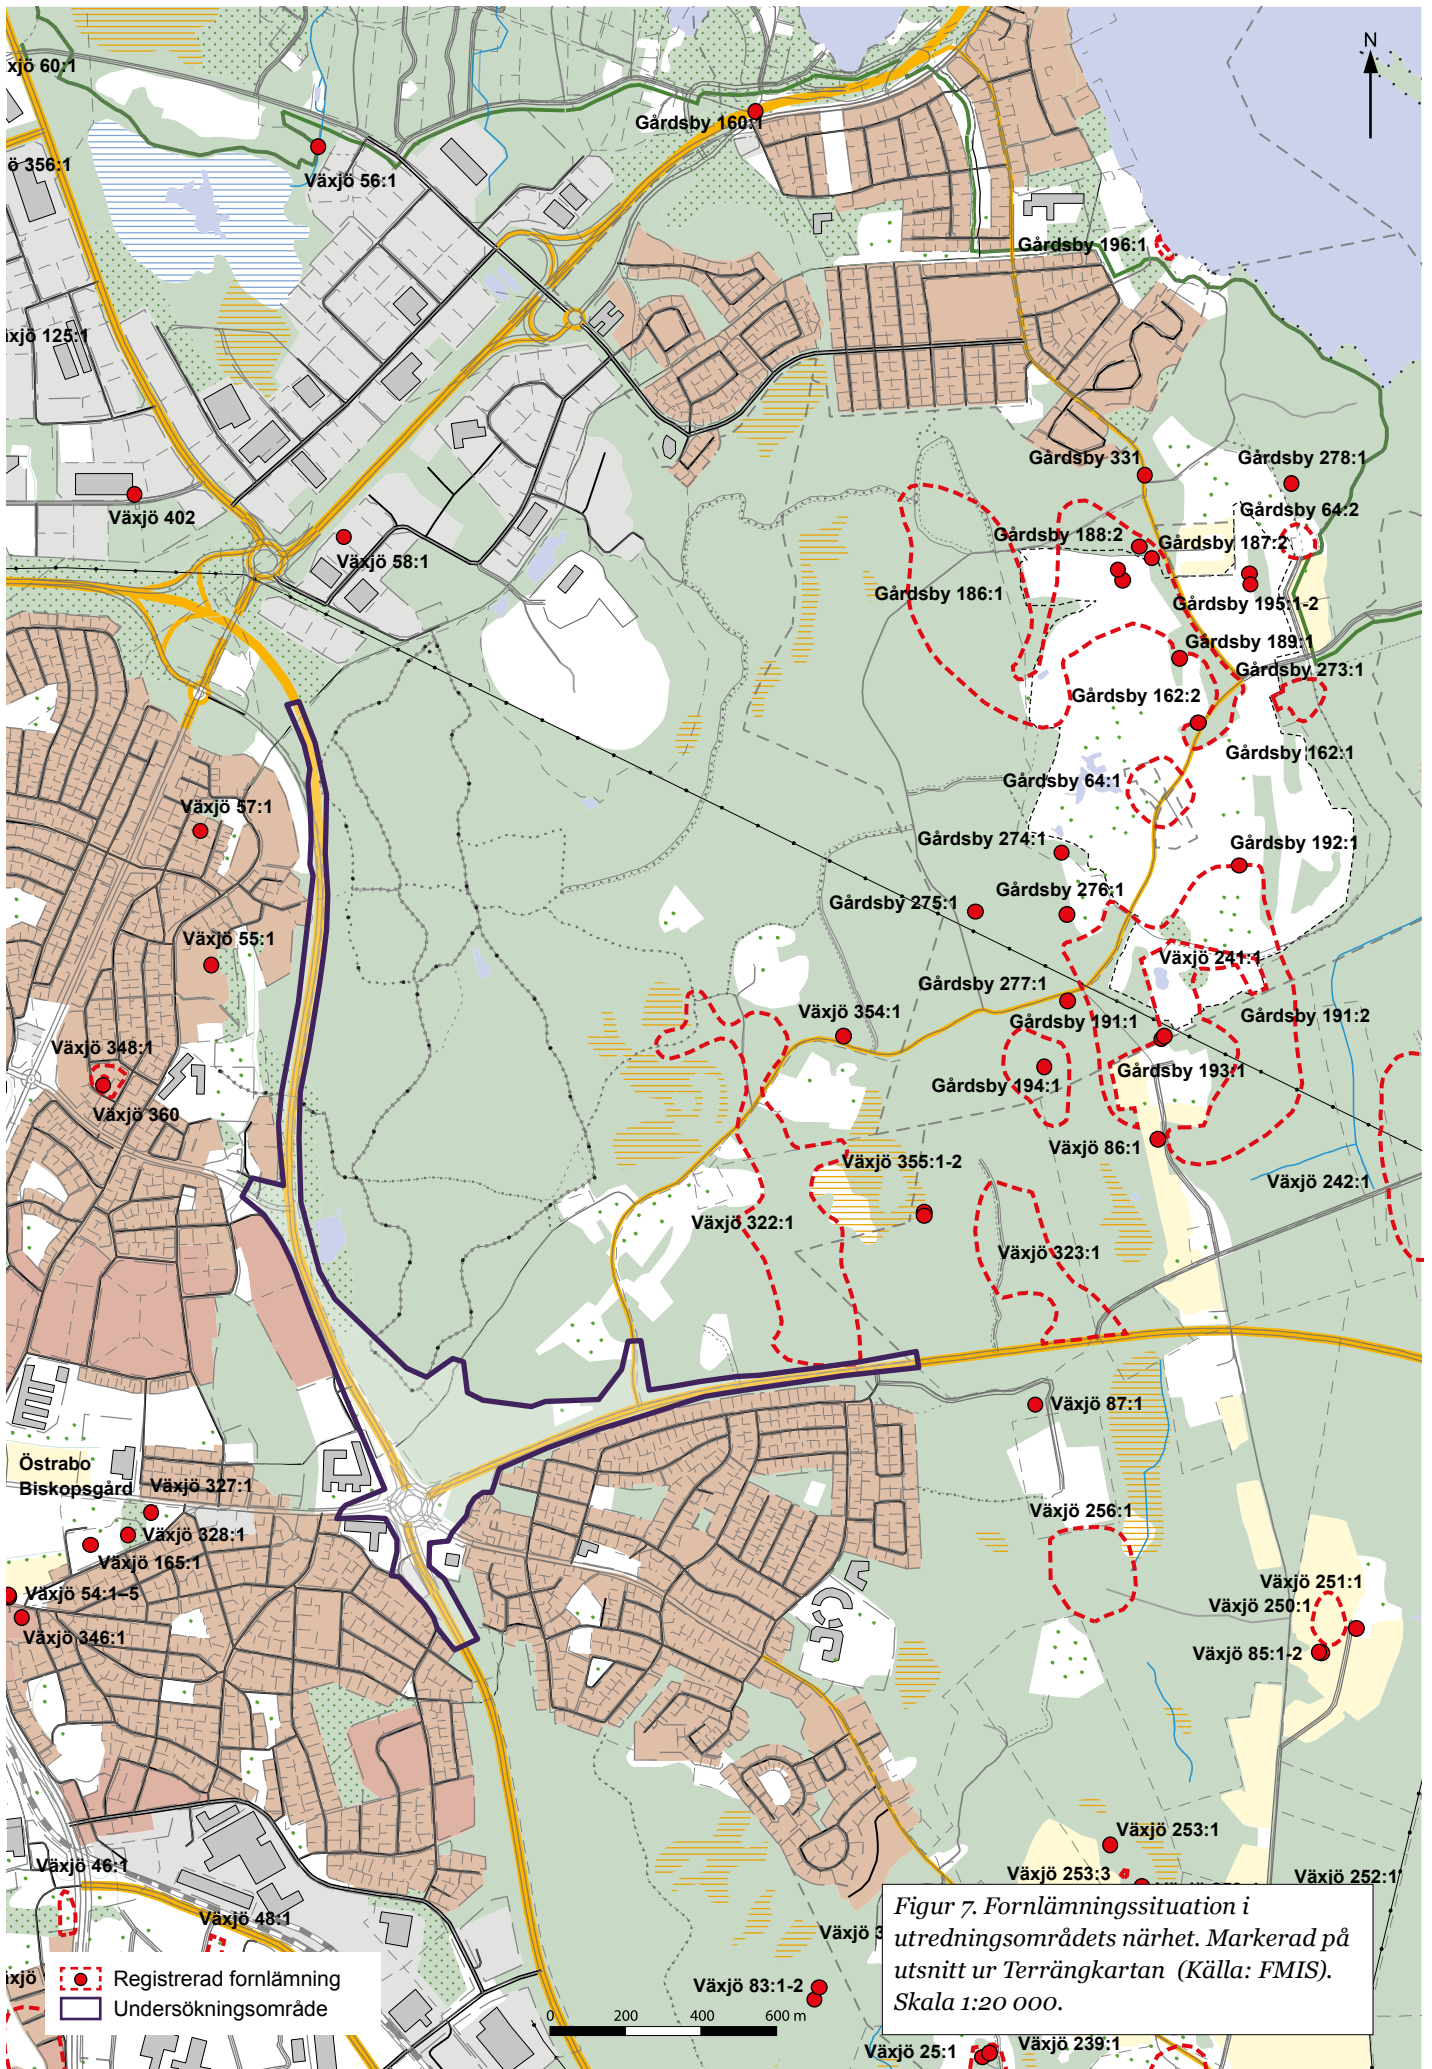 N
xjö 60:1
Gårdsby 160:1
ö 356:1
Växjö 56:1
Gårdsby 196:1
äxjö 125:1
Gårdsby 331
Gårdsby 278:1
Växjö 402
Gårdsby 64:2
Gårdsby 188:2
Gårdsby 187:2
Växjö 58:1
Gårdsby 186:1
Gårdsby 195:1-2
Gårdsby 189:1
Gårdsby 273:1
Gårdsby 162:2
Gårdsby 162:1
Gårdsby 64:1
Växjö 57:1
Gårdsby 274:1
Gårdsby 192:1
Gårdsby 276:1
Gårdsby 275:1
Växjö 55:1
Växjö 241:1
Gårdsby 277:1
Växjö 354:1
Gårdsby 191:1
Gårdsby 191:2
Växjö 348:1
Gårdsby 193:1
Gårdsby 194:1
Växjö 360
Växjö 86:1
Växjö 355:1-2
Växjö 242:1
Växjö 322:1
Växjö 323:1
Växjö 87:1
Östrabo
Biskopsgård
Växjö 327:1
Växjö 256:1
Växjö 328:1
Växjö 165:1
Växjö 251:1
Växjö 54:1–5
Växjö 250:1
Växjö 346:1
Växjö 85:1-2
Växjö 253:1
Växjö 46:1
Växjö 253:3
Växjö 252:1
Växjö 48:1
Växjö 3
äxjö
Växjö 83:1-2
Registrerad fornlämning
Undersökningsområde
0 200 400 600 m
Figur 7. Fornlämningssituation i
utredningsområdets närhet. Markerad på
utsnitt ur Terrängkartan (Källa: FMIS).
Skala 1:20 000.
Växjö 25:1
Växjö 239:1